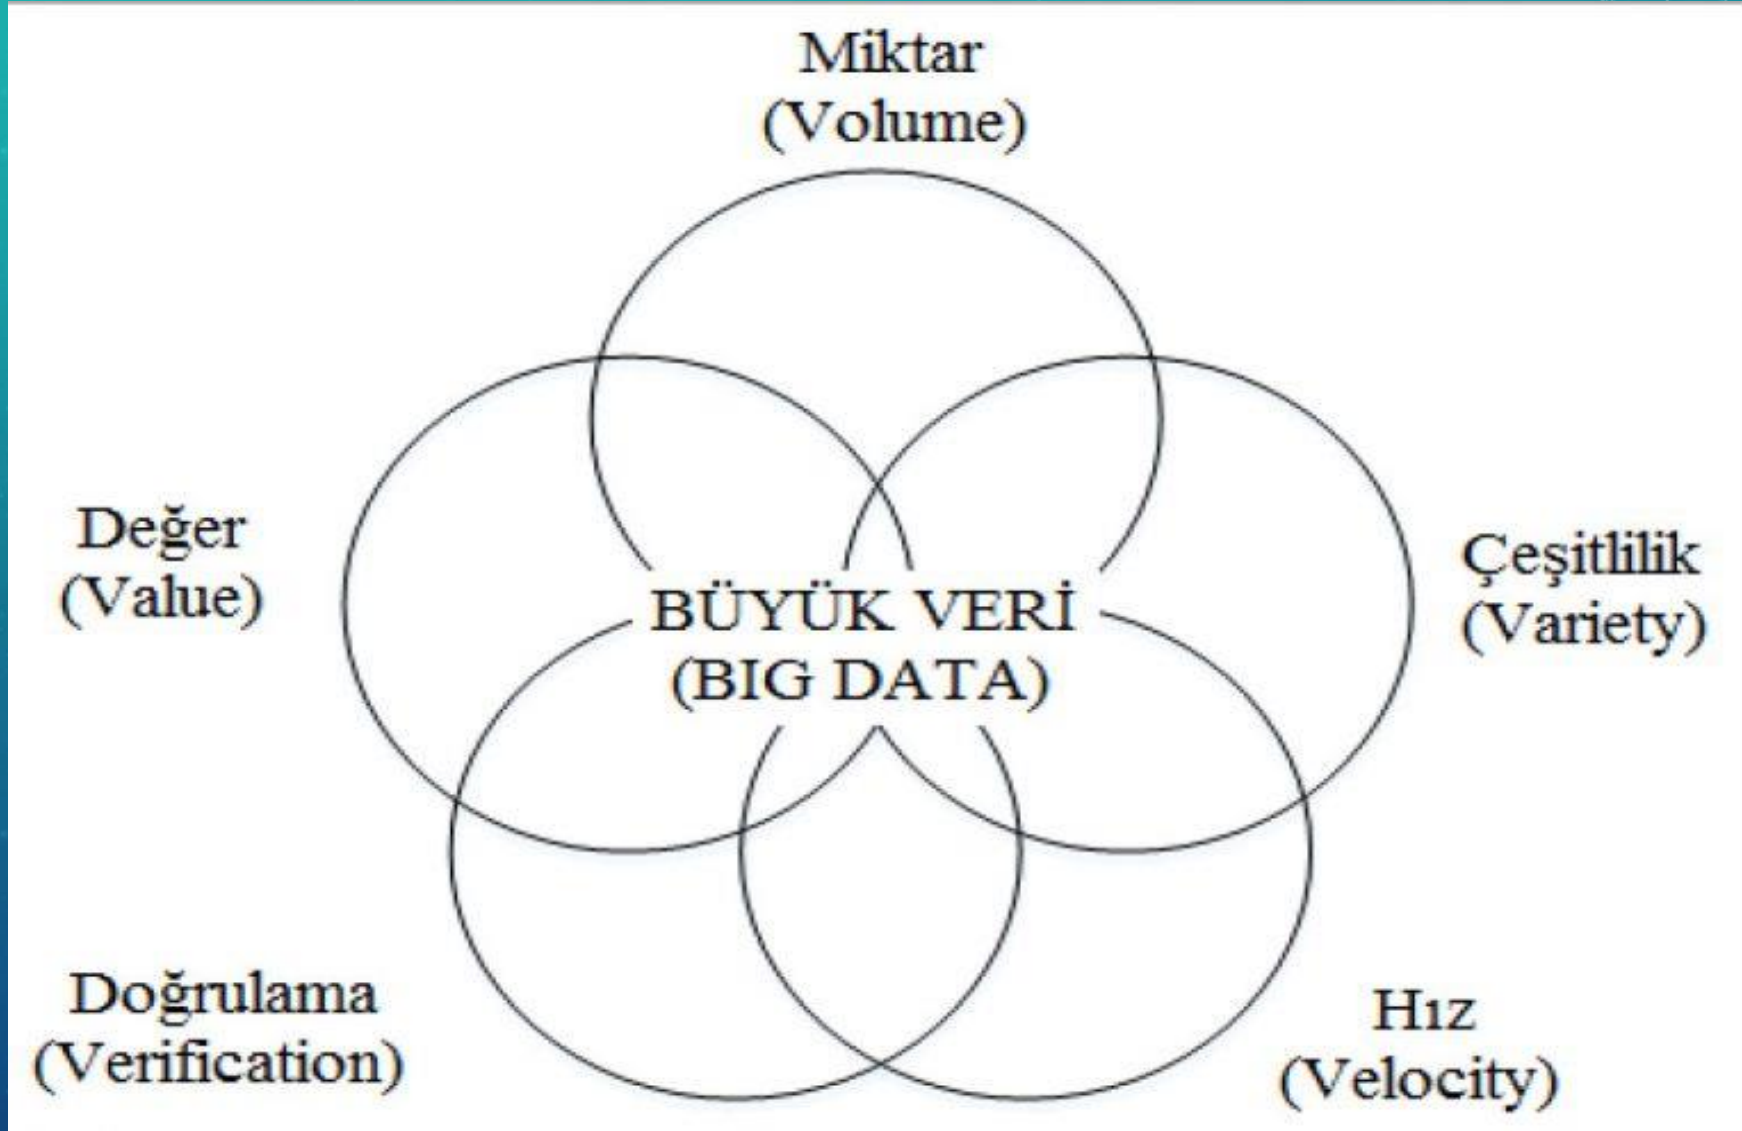 Miktar
(Volume)
Değer
(Value)
Çeşitlilik
(Variety)
BÜYÜK VERİ
(BIG DATA)
Doğrulama
(Verification)
Hız
(Velocity)